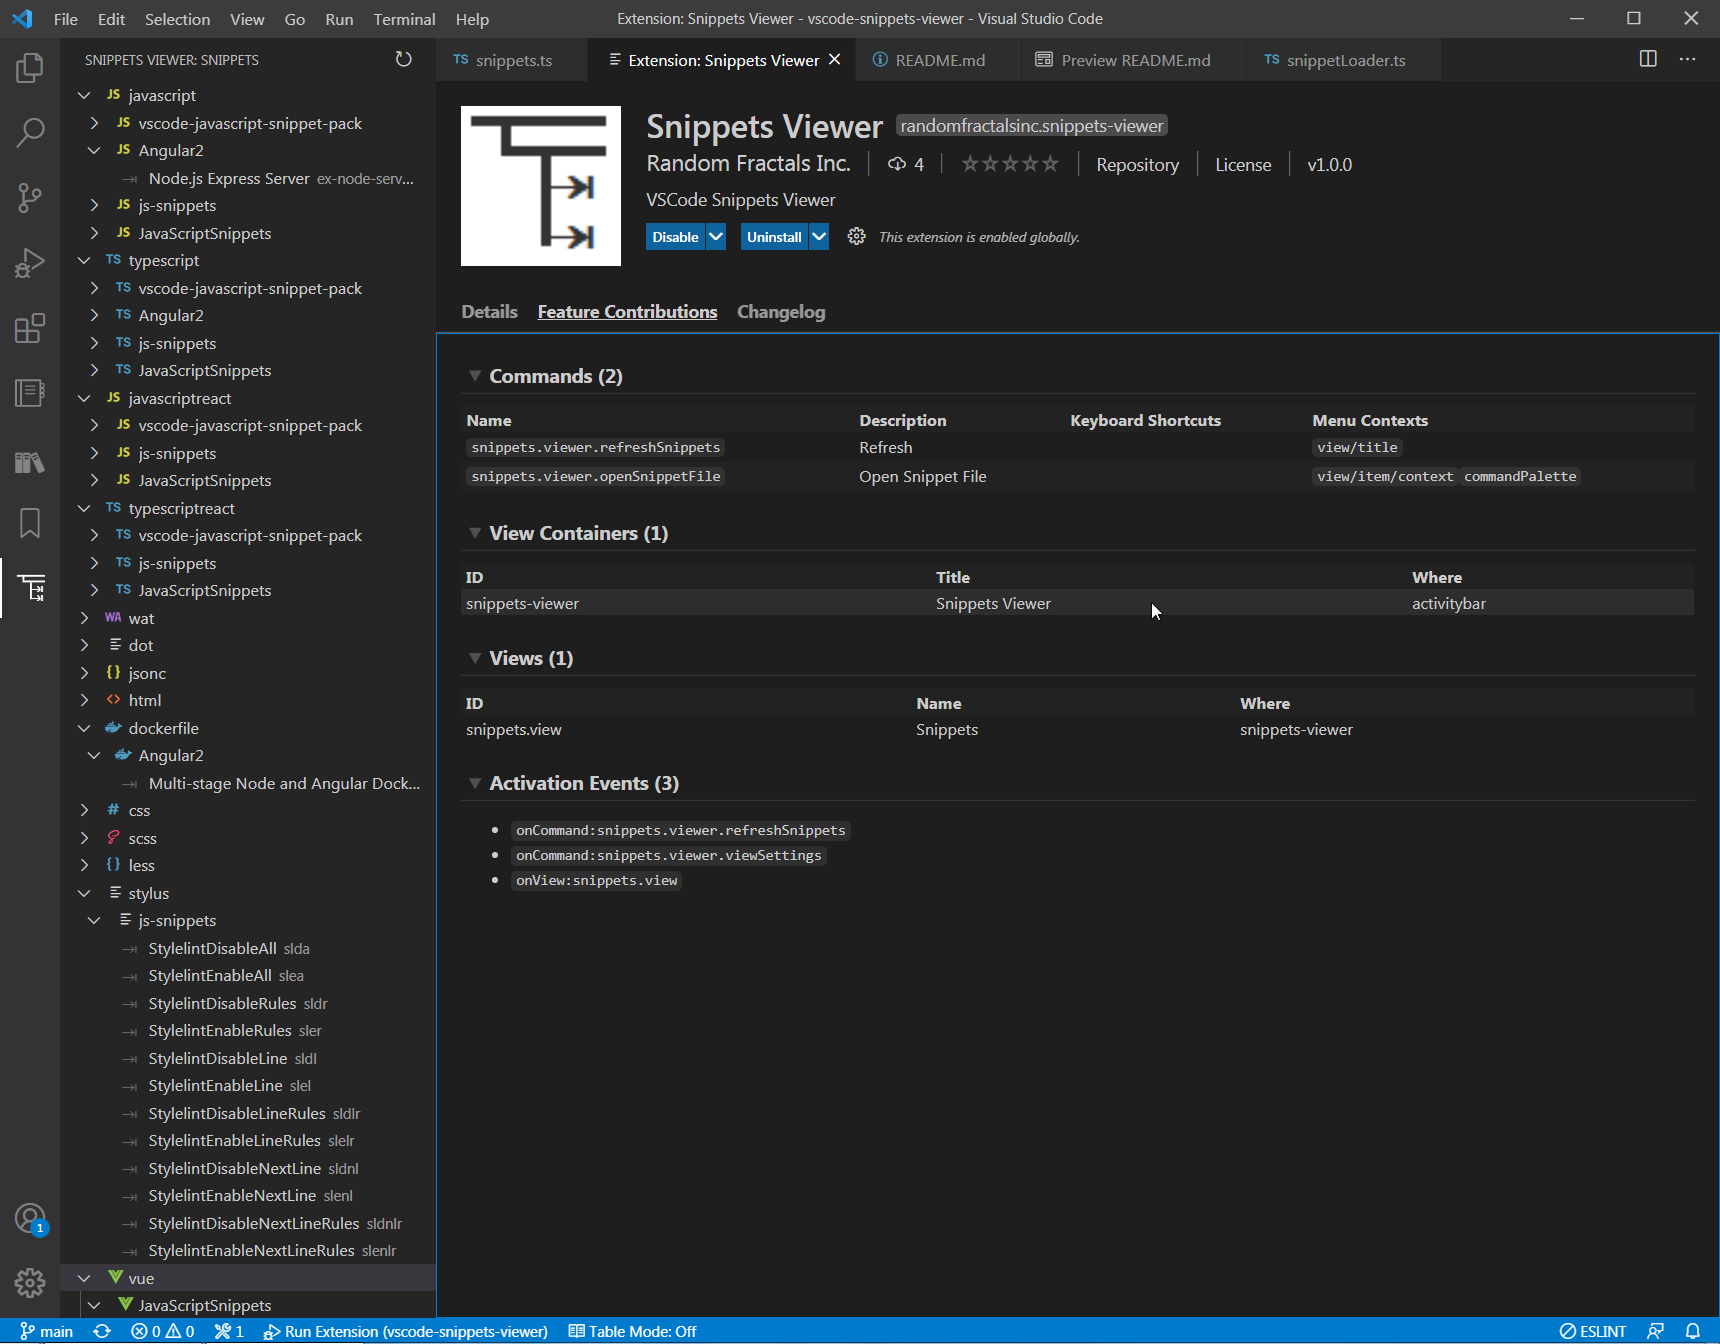 File Edit Selection View Go Run Terminal Help
Extension: Snippets Viewer - vscode-snippets-viewer - Visual Studio Code
SNIPPETS VIEWER: SNIPPETS
JS javascript
JS vscode-javascript-snippet-pack
JS Angular2
Node.js Express Server ex-node-serv...
JS js-snippets
JS JavaScriptSnippets
TS typescript
TS vscode-javascript-snippet-pack
TS Angular2
TS js-snippets
TS JavaScriptSnippets
JS javascriptreact
JS vscode-javascript-snippet-pack
JS js-snippets
JS JavaScriptSnippets
TS typescriptreact
TS vscode-javascript-snippet-pack
TS js-snippets
TS JavaScriptSnippets
WA wat
dot
{} jsonc
<> html
dockerfile
Angular2
Multi-stage Node and Angular Dock...
# css
scss
{} less
stylus
js-snippets
StylelintDisableAll slda
StylelintEnableAll slea
StylelintDisableRules sldr
StylelintEnableRules sler
StylelintDisableLine sldl
StylelintEnableLine slel
StylelintDisableLineRules sldlr
StylelintEnableLineRules slelr
StylelintDisableNextLine sldnl
StylelintEnableNextLine slenl
StylelintDisableNextLineRules sldnlr
StylelintEnableNextLineRules slenlr
vue
JavaScriptSnippets
1
TS snippets.ts
Extension: Snippets Viewer
README.md
Preview README.md
TS snippetLoader.ts
Snippets Viewer randomfractalsinc.snippets-viewer
Random Fractals Inc. 4 Repository License v1.0.0
VSCode Snippets Viewer
Disable Uninstall This extension is enabled globally.
Details Feature Contributions Changelog
Commands (2)
Name Description Keyboard Shortcuts Menu Contexts
snippets.viewer.refreshSnippets Refresh view/title
snippets.viewer.openSnippetFile Open Snippet File view/item/context commandPalette
View Containers (1)
ID Title Where
snippets-viewer Snippets Viewer activitybar
Views (1)
ID Name Where
snippets.view Snippets snippets-viewer
Activation Events (3)
onCommand:snippets.viewer.refreshSnippets
onCommand:snippets.viewer.viewSettings
onView:snippets.view
main 0 0 1 Run Extension (vscode-snippets-viewer) Table Mode: Off ESLINT